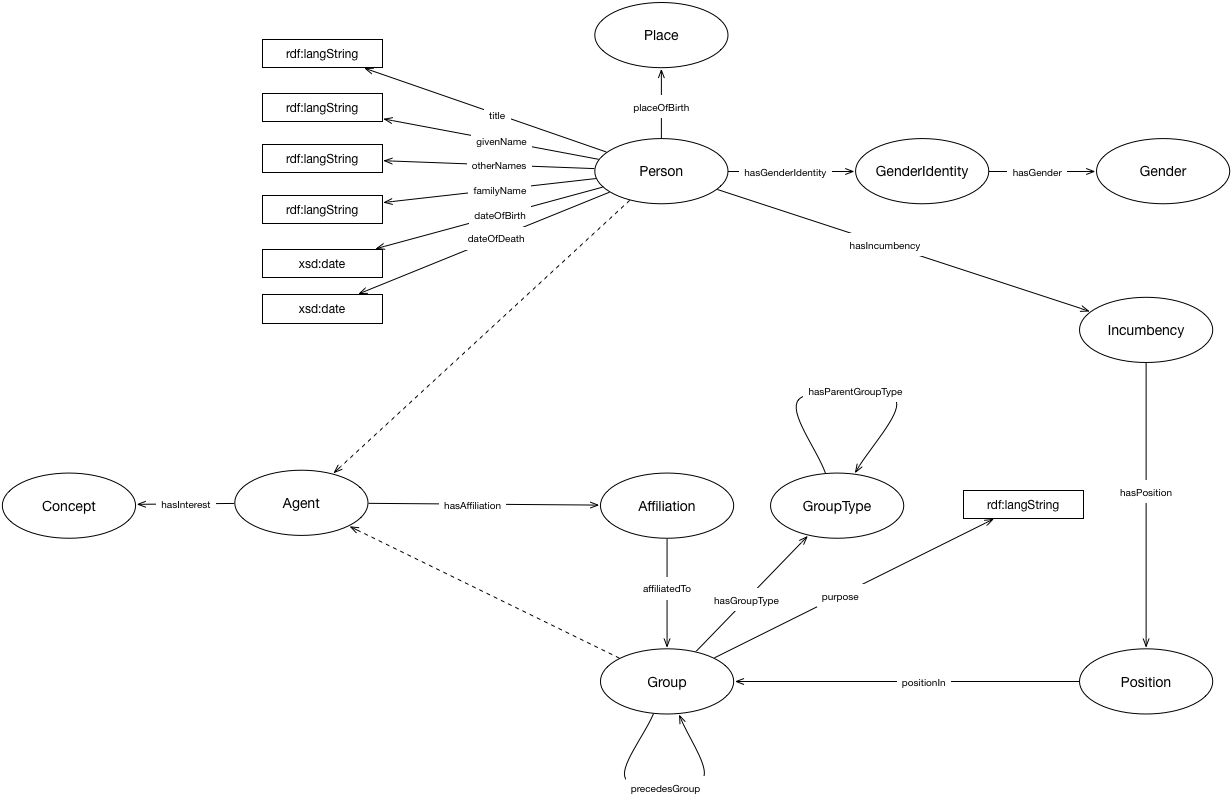 Place
rdf:langString
rdf:langString
placeOfBirth
title
givenName
rdf:langString
otherNames
Person
hasGenderIdentity
GenderIdentity
hasGender
Gender
familyName
rdf:langString
dateOfBirth
dateOfDeath
hasIncumbency
xsd:date
xsd:date
Incumbency
hasParentGroupType
hasPosition
Concept
hasInterest
Agent
hasAffiliation
Affiliation
GroupType
rdf:langString
affiliatedTo
hasGroupType
purpose
Group
positionIn
Position
precedesGroup